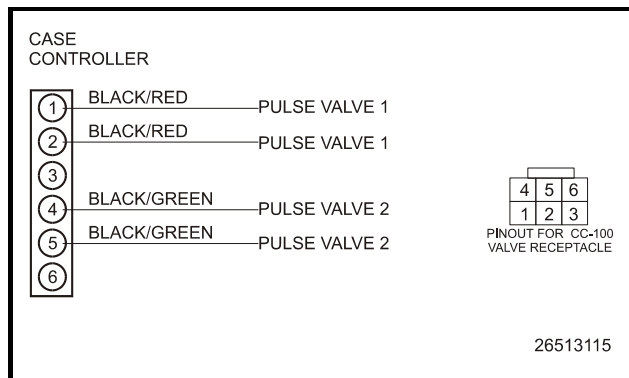 CASE
CONTROLLER
1 BLACK/RED PULSE VALVE 1
2 BLACK/RED PULSE VALVE 1
3
4 BLACK/GREEN PULSE VALVE 2
5 BLACK/GREEN PULSE VALVE 2
6
4 5 6
1 2 3
PINOUT FOR CC-100
VALVE RECEPTACLE
26513115